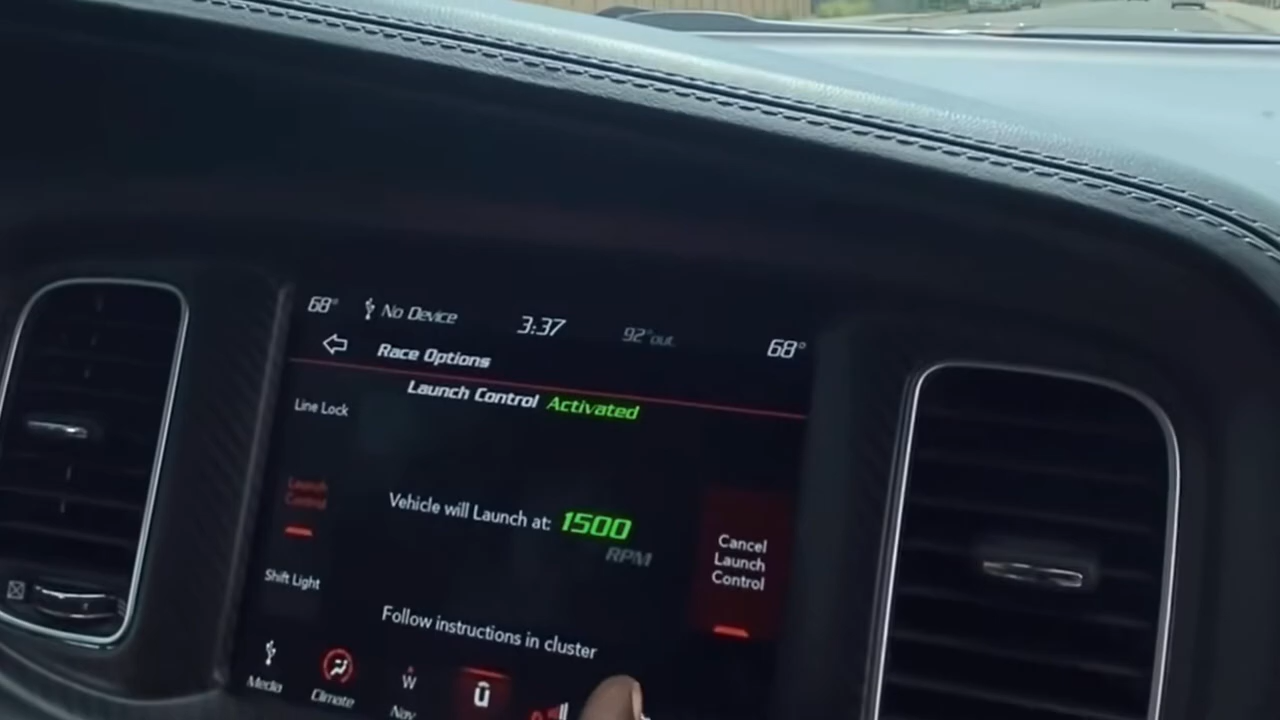 68° No Device 3:37 92°out. 68°
Race Options
Launch Control Activated
Line Lock
Launch
Control
Vehicle will Launch at: 1500
RPM
Cancel
Launch
Control
Shift Light
Follow instructions in cluster
Media
Climate
W
Nav